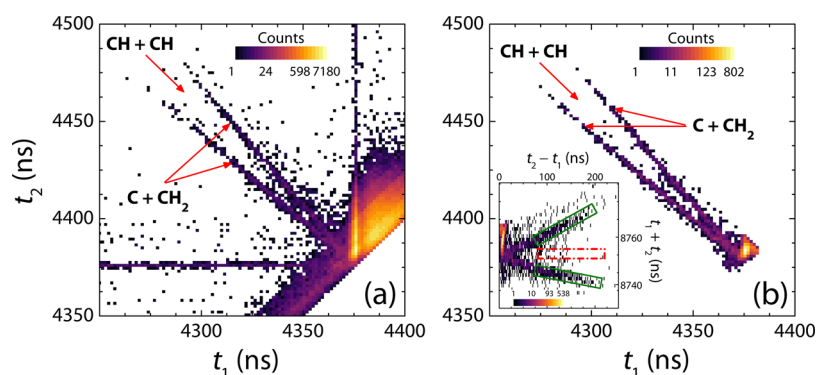 4500
4450
4400
4350
t₂ (ns)
CH + CH
Counts
1 24 598 7180
C + CH₂
(a)
4300 4350 4400
t₁ (ns)
4500
4450
4400
4350
CH + CH
Counts
1 11 123 802
C + CH₂
t₂ − t₁ (ns)
0 100 200
8760
8740
t₁ + t₂ (ns)
1 10 93 538
(b)
4300 4350 4400
t₁ (ns)